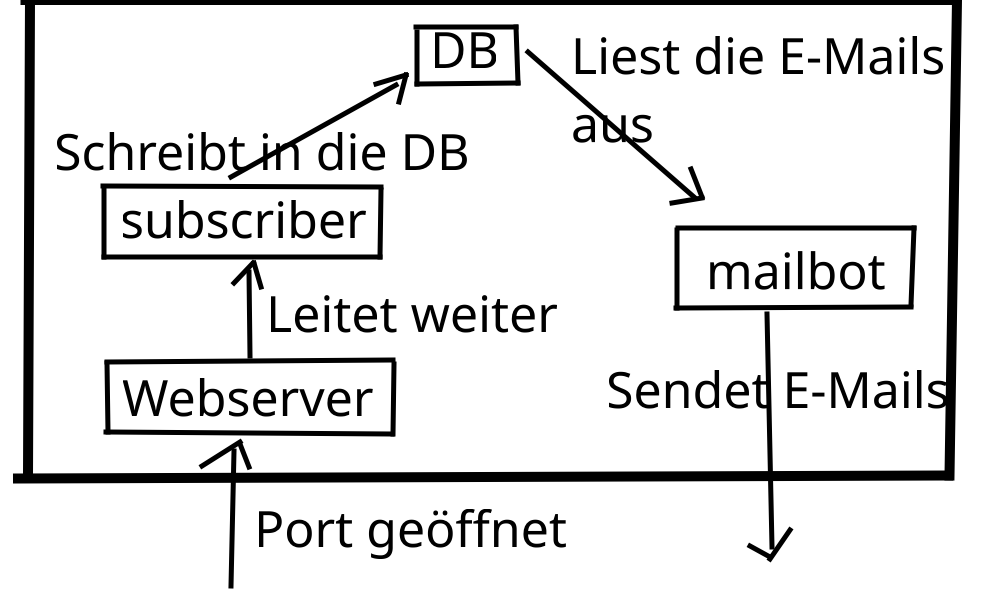 DB
Liest die E-Mails
aus
Schreibt in die DB
subscriber
mailbot
Leitet weiter
Webserver
Sendet E-Mails
Port geöffnet